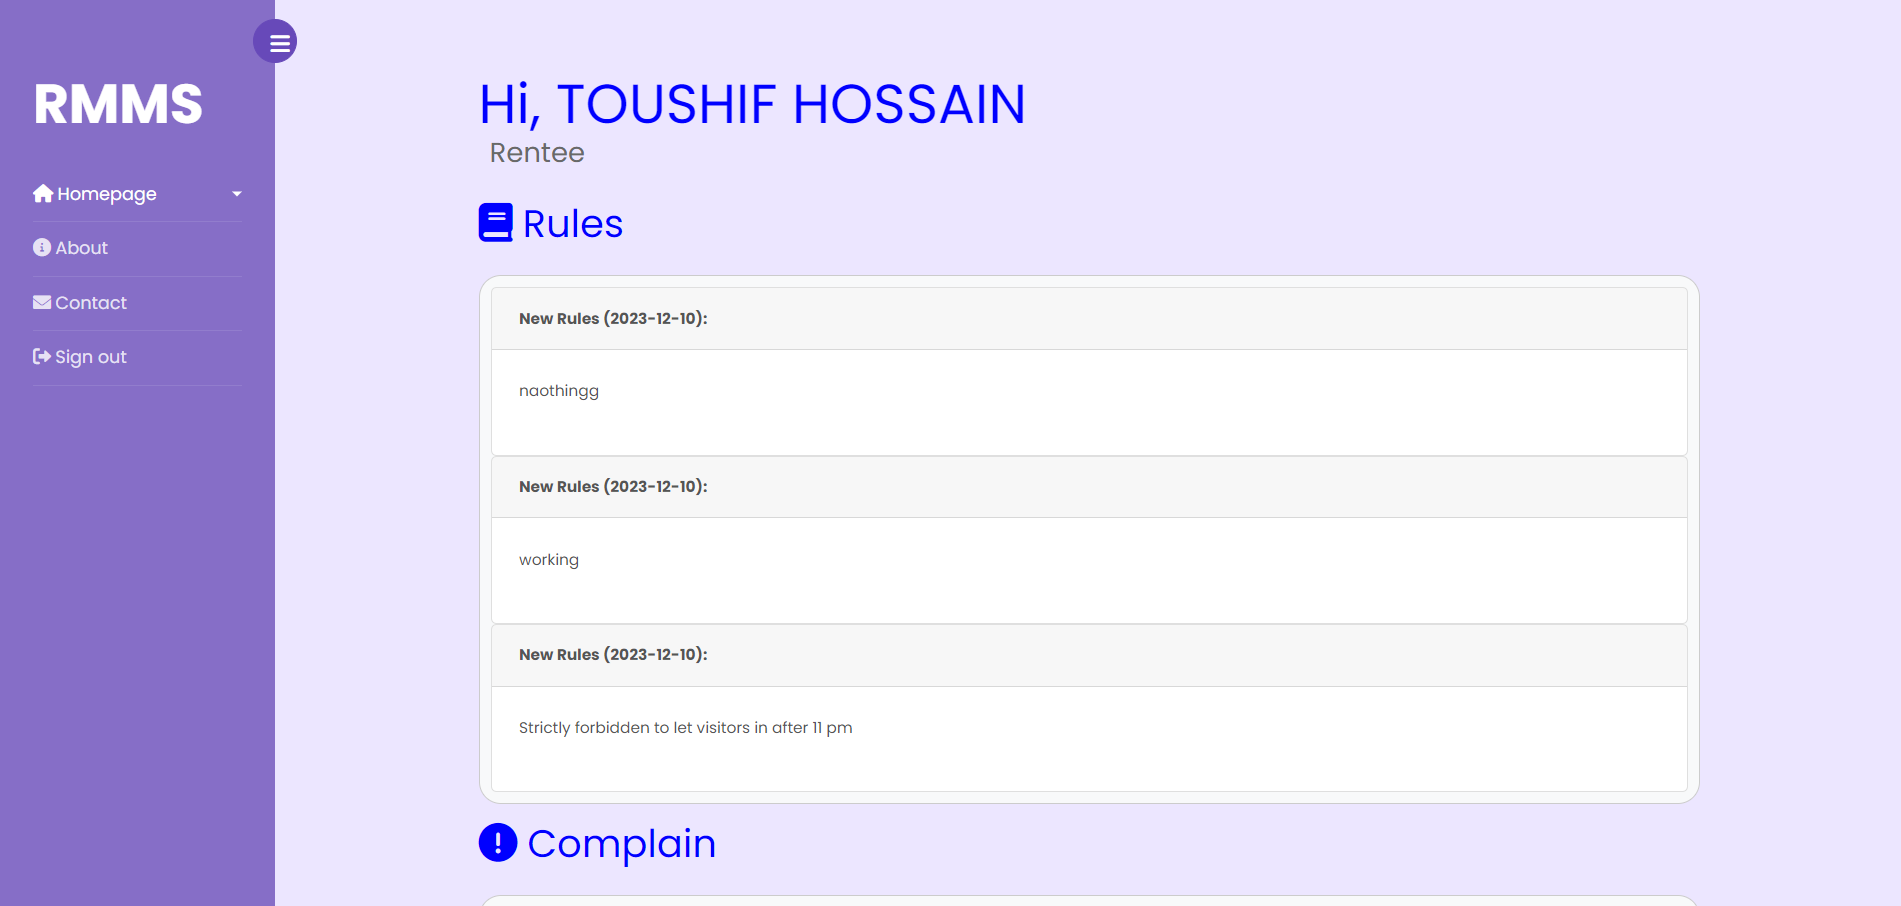 RMMS
Homepage
About
Contact
Sign out
Hi, TOUSHIF HOSSAIN
Rentee
Rules
New Rules (2023-12-10):
naothingg
New Rules (2023-12-10):
working
New Rules (2023-12-10):
Strictly forbidden to let visitors in after 11 pm
Complain